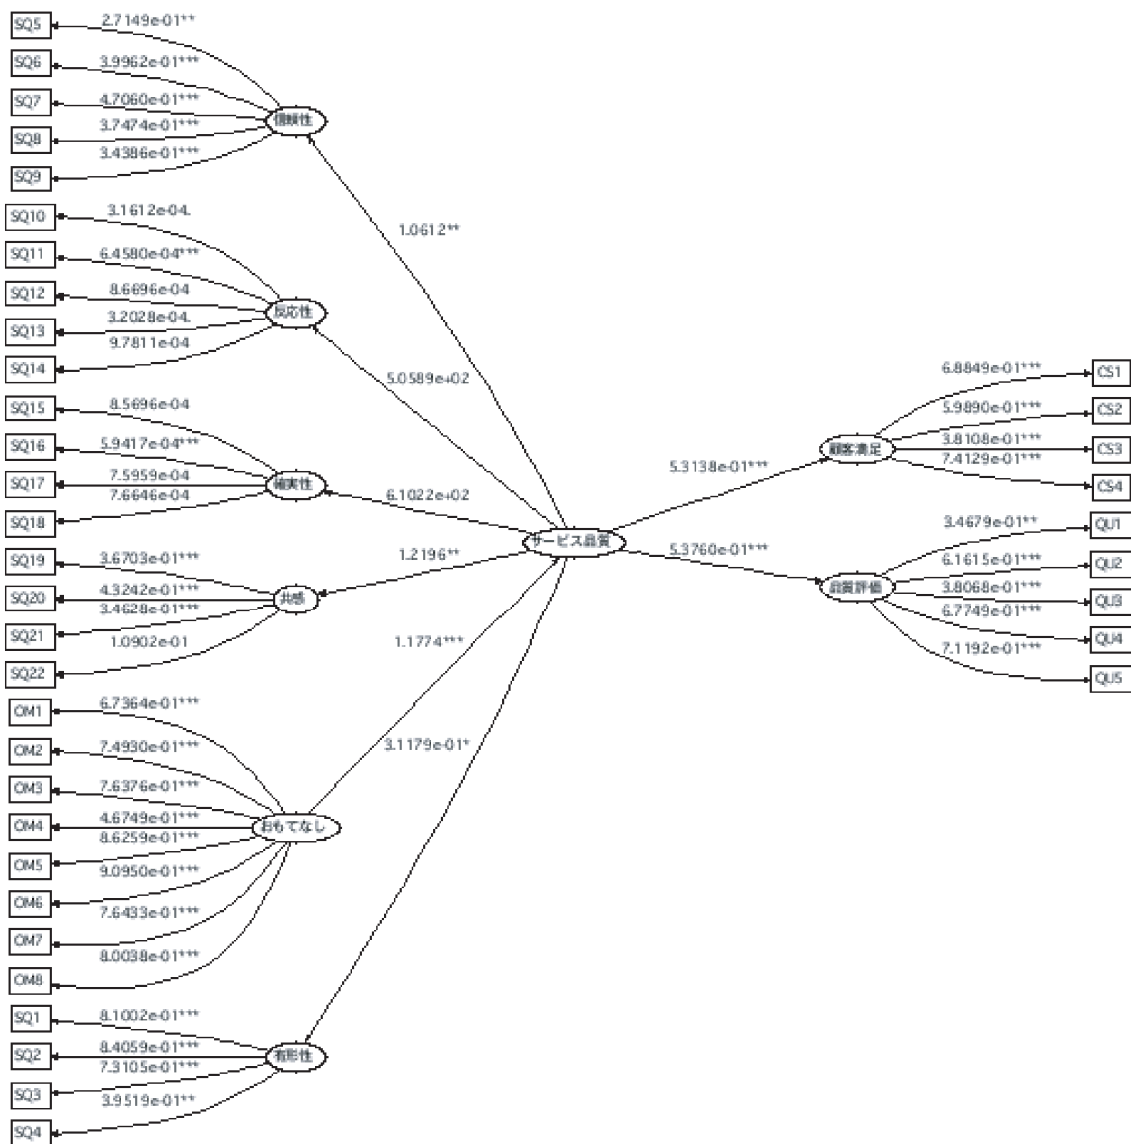 SQ5
2.7149e-01**
SQ6
3.9962e-01***
SQ7
4.7060e-01***
SQ8
3.7474e-01***
SQ9
3.4386e-01***
信頼性
SQ10
3.1612e-04.
SQ11
6.4580e-04***
SQ12
8.6696e-04
SQ13
3.2028e-04.
SQ14
9.7811e-04
反応性
SQ15
8.5696e-04
SQ16
5.9417e-04***
SQ17
7.5959e-04
SQ18
7.6646e-04
確実性
SQ19
3.6703e-01***
SQ20
4.3242e-01***
SQ21
3.4628e-01***
SQ22
1.0902e-01
共感
OM1
6.7364e-01***
OM2
7.4930e-01***
OM3
7.6376e-01***
OM4
4.6749e-01***
OM5
8.6259e-01***
OM6
9.0950e-01***
OM7
7.6433e-01***
OM8
8.0038e-01***
おもてなし
SQ1
8.1002e-01***
SQ2
8.4059e-01***
SQ3
7.3105e-01***
SQ4
3.9519e-01**
有形性
1.0612**
5.0589e+02
6.1022e+02
1.2196**
1.1774***
3.1179e-01*
サービス品質
5.3138e-01***
5.3760e-01***
顧客満足
6.8849e-01***
CS1
5.9890e-01***
CS2
3.8108e-01***
CS3
7.4129e-01***
CS4
品質評価
3.4679e-01**
QU1
6.1615e-01***
QU2
3.8068e-01***
QU3
6.7749e-01***
QU4
7.1192e-01***
QU5